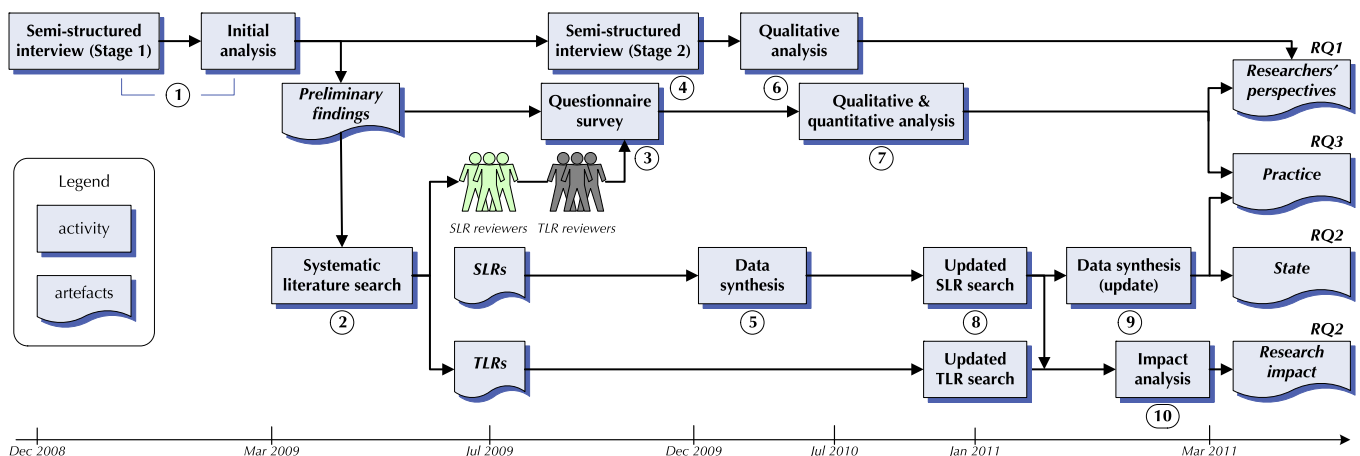 Semi-structured
interview (Stage 1)
Initial
analysis
Semi-structured
interview (Stage 2)
Qualitative
analysis
RQ1
Researchers'
perspectives
1
4
6
Preliminary
findings
Questionnaire
survey
Qualitative &
quantitative analysis
3
7
RQ3
Practice
Legend
activity
artefacts
SLR reviewers
TLR reviewers
Systematic
literature search
SLRs
Data
synthesis
Updated
SLR search
Data synthesis
(update)
RQ2
State
2
5
8
9
TLRs
Updated
TLR search
Impact
analysis
RQ2
Research
impact
10
Dec 2008
Mar 2009
Jul 2009
Dec 2009
Jul 2010
Jan 2011
Mar 2011